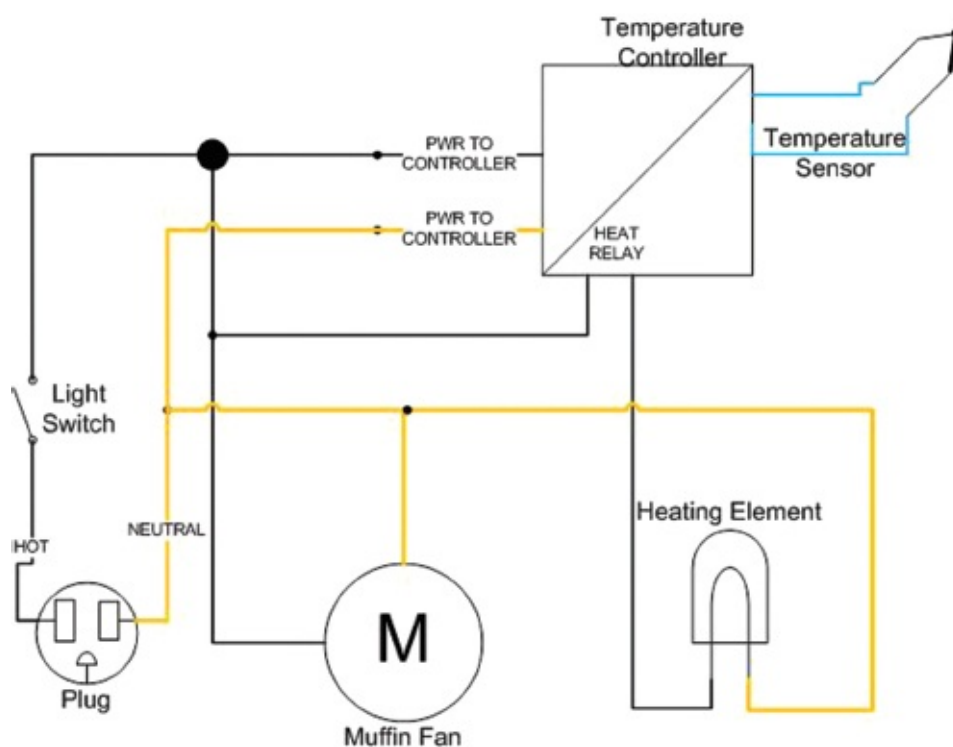 Temperature
Controller
PWR TO
CONTROLLER
Temperature
Sensor
PWR TO
CONTROLLER
HEAT
RELAY
Light
Switch
Heating Element
NEUTRAL
HOT
M
Plug
Muffin Fan